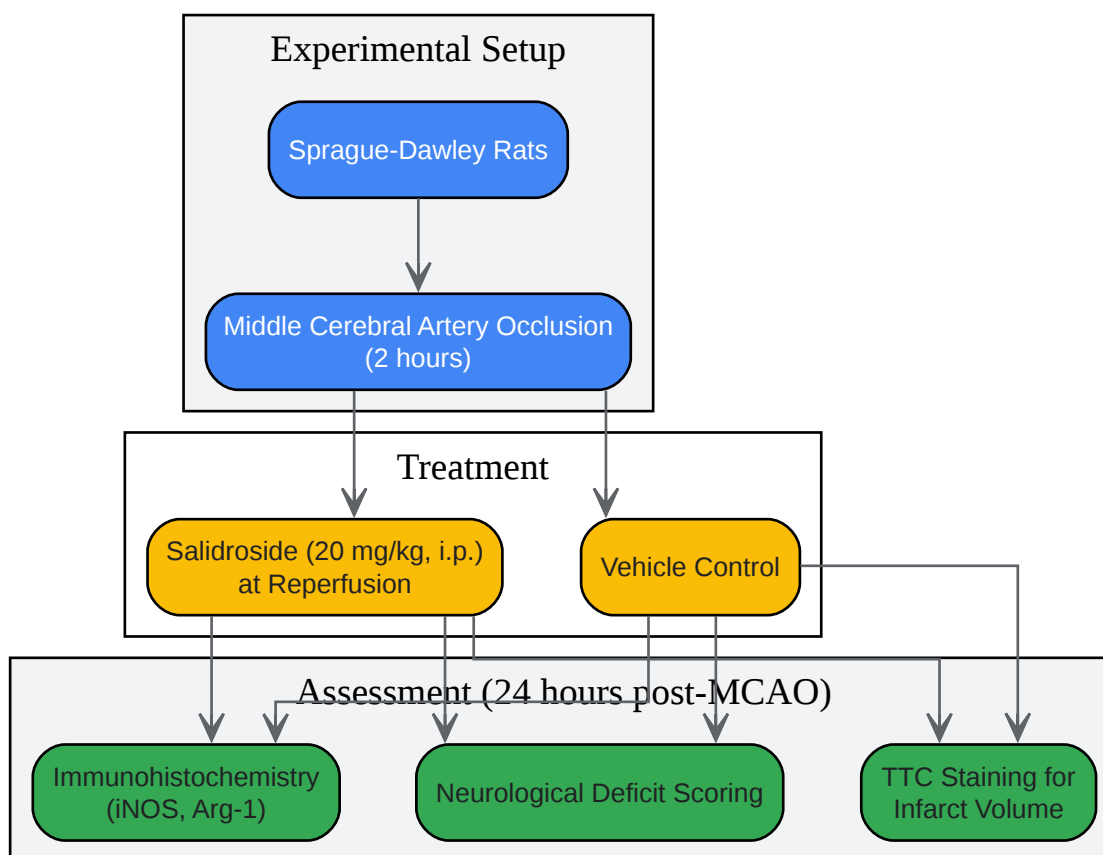 Experimental Setup
Sprague-Dawley Rats
Middle Cerebral Artery Occlusion
(2 hours)
Treatment
Salidroside (20 mg/kg, i.p.)
at Reperfusion
Vehicle Control
Assessment (24 hours post-MCAO)
Immunohistochemistry
(iNOS, Arg-1)
Neurological Deficit Scoring
TTC Staining for
Infarct Volume